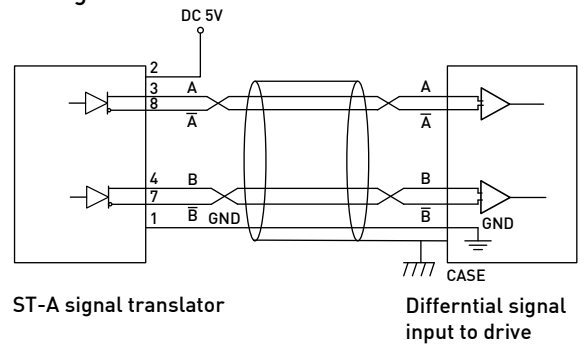 DC 5V
2
3 A A
8 A A
4 B B
7 B B
1 GND GND
CASE
ST-A signal translator
Differntial signal
input to drive